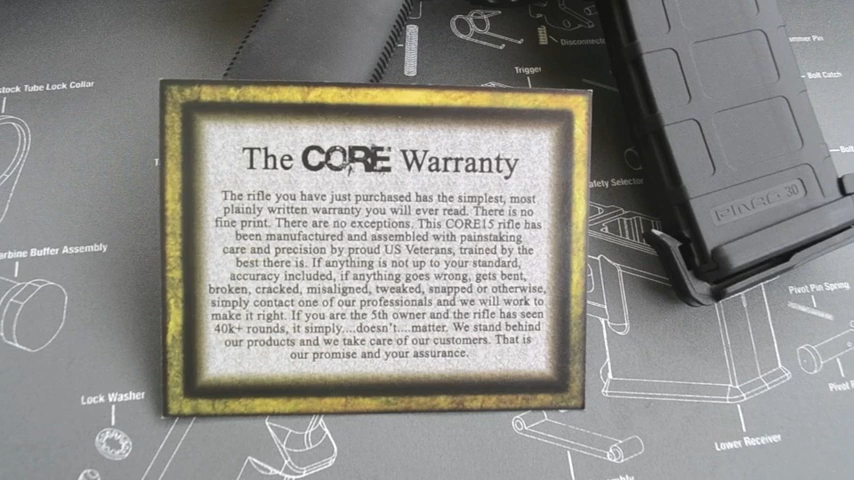 stock Tube Lock Collar
Disconnecto
Trigger
Pin
Bolt Catch
The CORE Warranty
The rifle you have just purchased has the simplest, most
plainly written warranty you will ever read. There is no
fine print. There are no exceptions. This CORE15 rifle has
been manufactured and assembled with painstaking
care and precision by proud US Veterans, trained by the
best there is. If anything is not up to your standard,
accuracy included, if anything goes wrong, gets bent,
broken, cracked, misaligned, tweaked, snapped or otherwise,
simply contact one of our professionals and we will work to
make it right. If you are the 5th owner and the rifle has seen
40k+ rounds, it simply....doesn't....matter. We stand behind
our products and we take care of our customers. That is
our promise and your assurance.
afety Selector
PMAG 30
arbine Buffer Assembly
Pivot Pin Spring
Pivot
Lock Washer
Lower Receiver